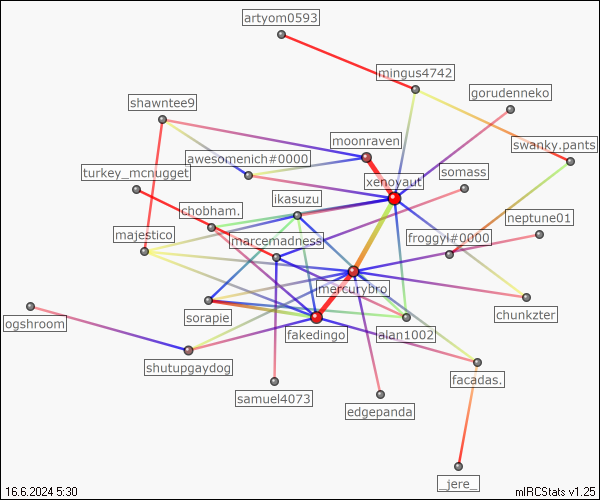 artyom0593
mingus4742
gorudenneko
shawntee9
moonraven
swanky.pants
awesomenich#0000
turkey_mcnugget
xenoyaut
somass
ikasuzu
chobham.
neptune01
majestico
marcemadness
froggyl#0000
mercurybro
sorapie
chunkzter
ogshroom
fakedingo
alan1002
shutupgaydog
facadas.
samuel4073
edgepanda
_jere_
16.6.2024 5:30
mIRCStats v1.25